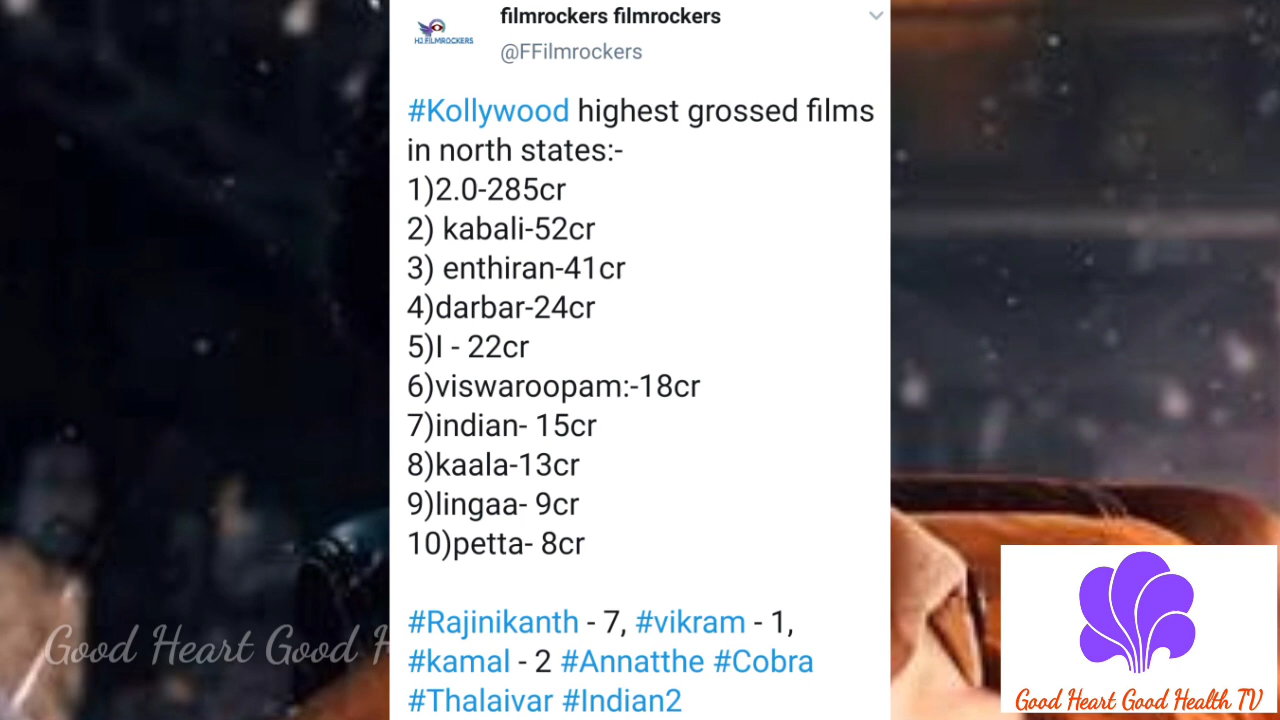 filmrockers filmrockers
HJ.FILMROCKERS
@FFilmrockers
#Kollywood highest grossed films
in north states:-
1)2.0-285cr
2) kabali-52cr
3) enthiran-41cr
4)darbar-24cr
5)I - 22cr
6)viswaroopam:-18cr
7)indian- 15cr
8)kaala-13cr
9)lingaa- 9cr
10)petta- 8cr
#Rajinikanth - 7, #vikram - 1,
#kamal - 2 #Annatthe #Cobra
#Thalaivar #Indian2
Good Heart Good H
Good Heart Good Health TV